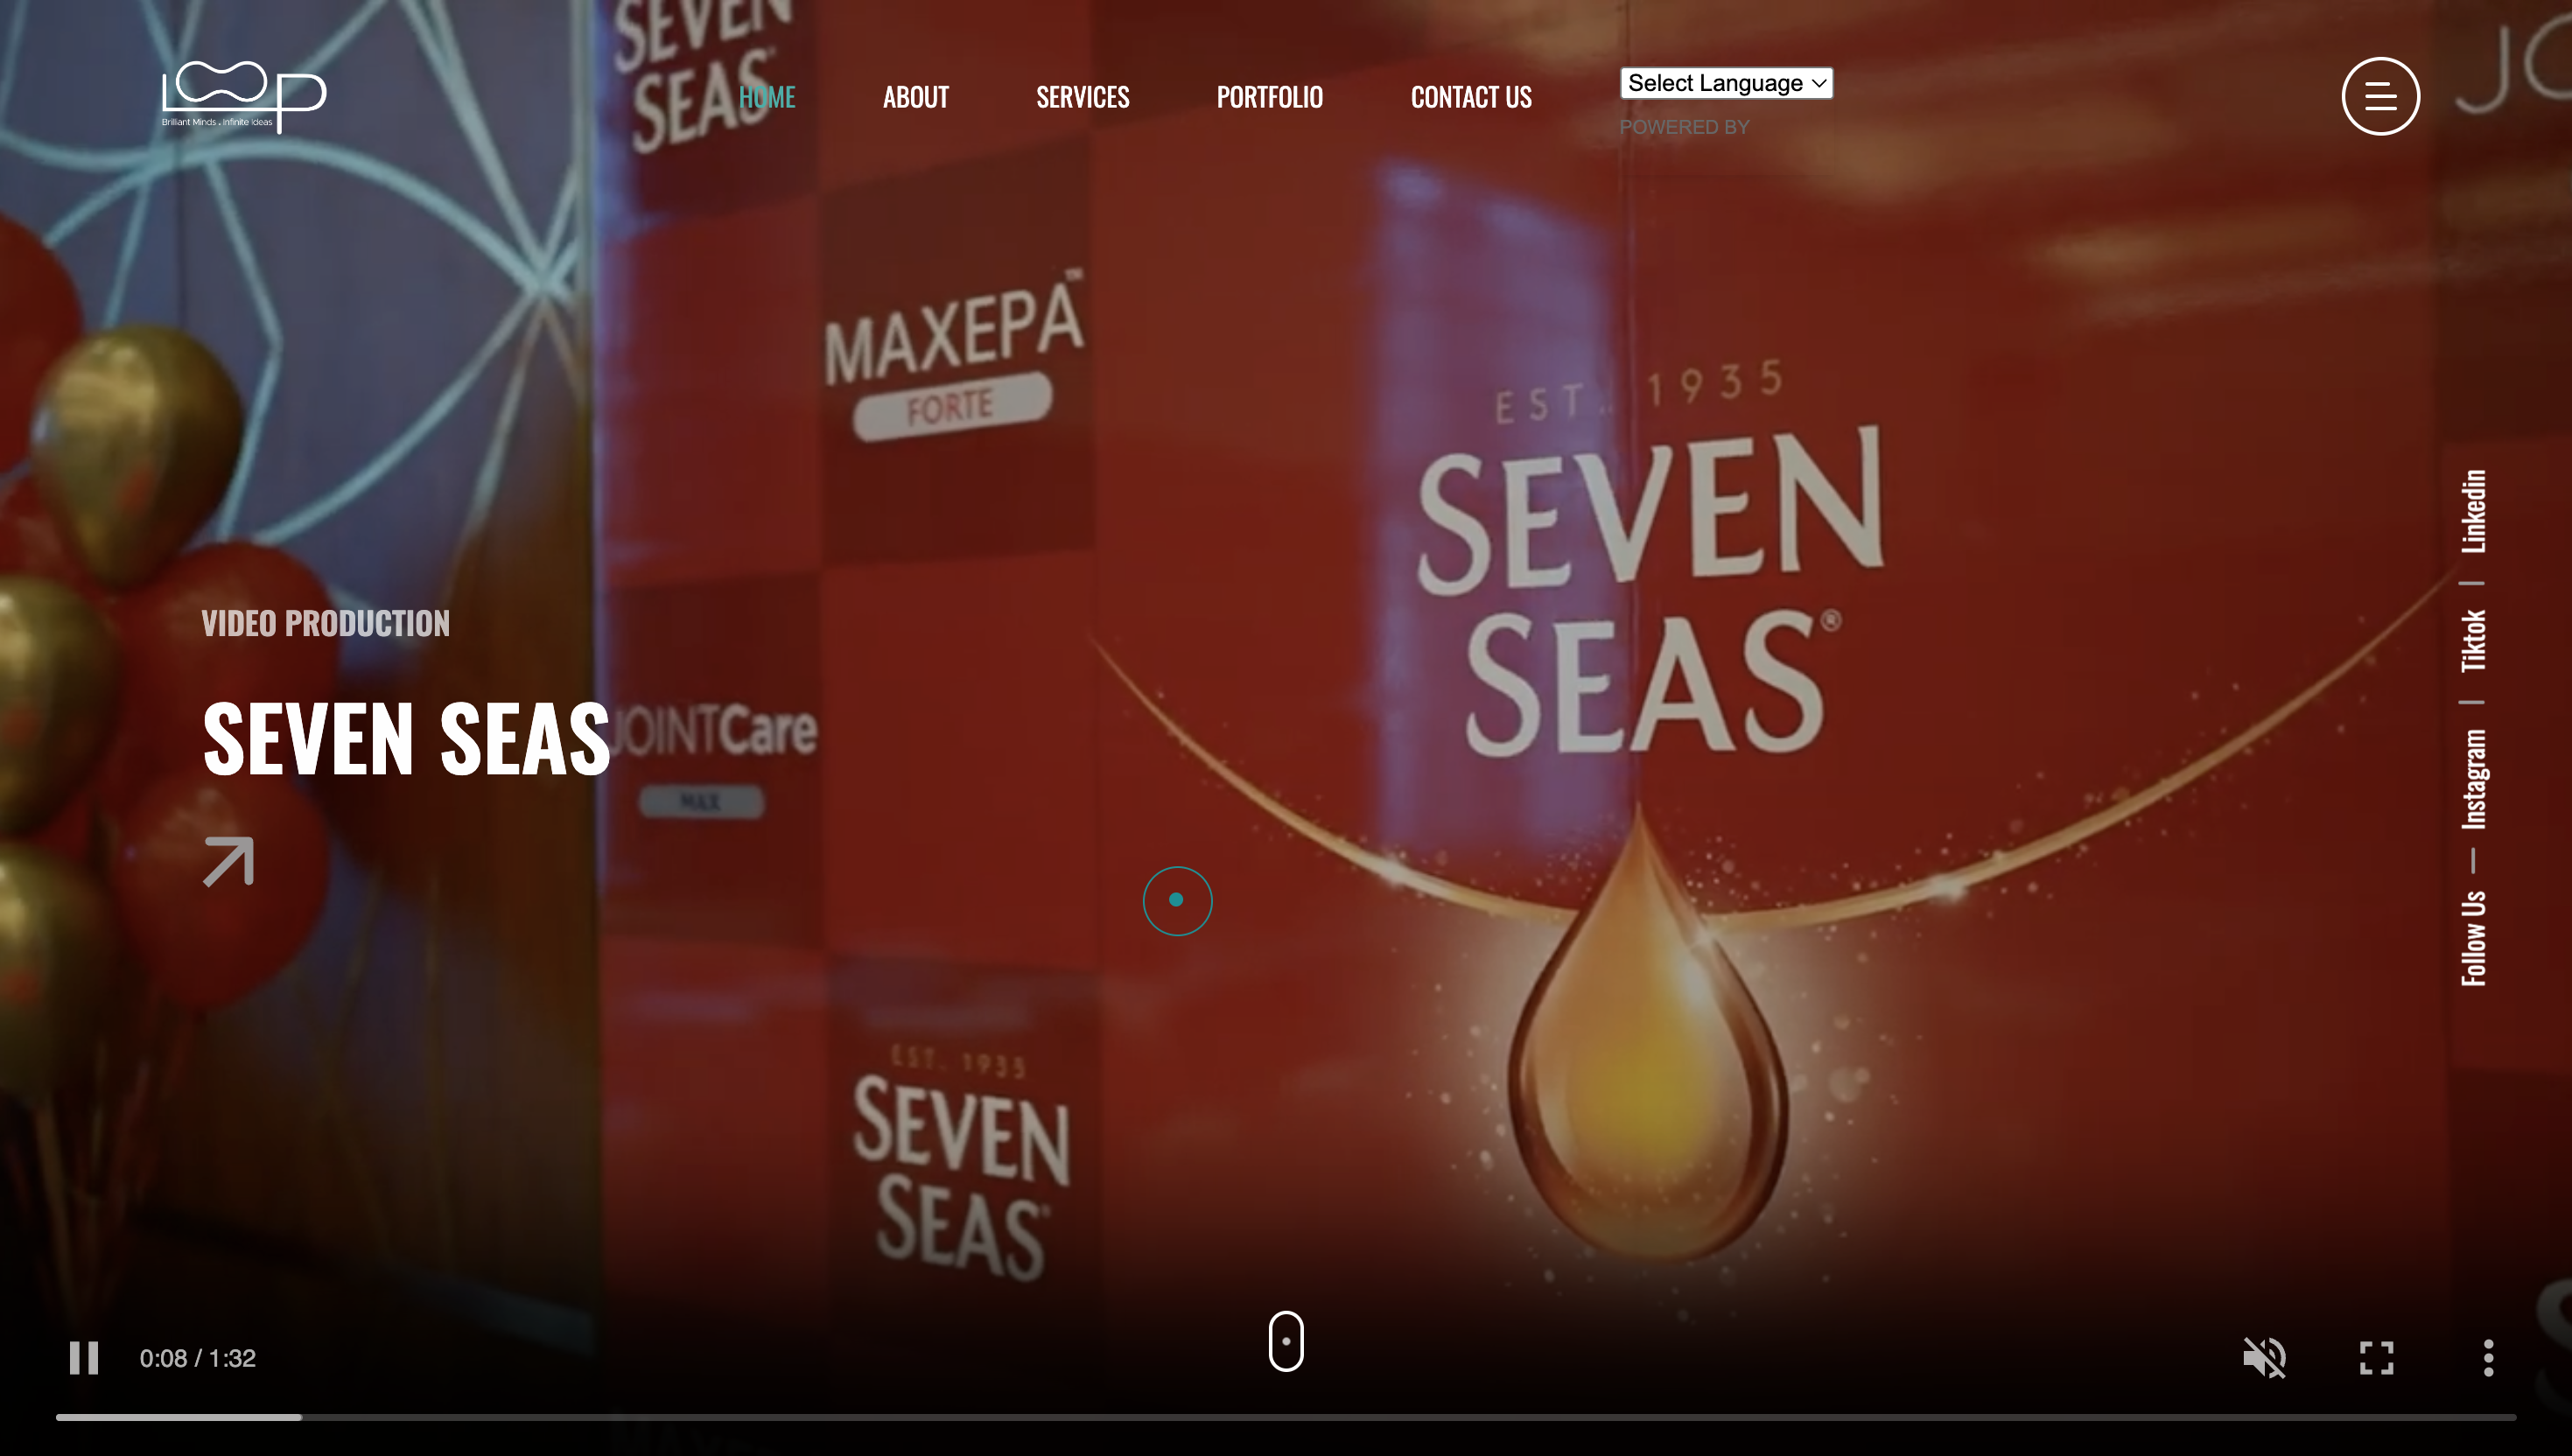 SEVEN
SEAS
LOOP
Brilliant Minds . Infinite Ideas
HOME
ABOUT
SERVICES
PORTFOLIO
CONTACT US
Select Language
POWERED BY
MAXEPA™
FORTE
EST. 1935
SEVEN
SEAS®
VIDEO PRODUCTION
SEVEN SEAS
JOINTCare
MAX
EST. 1935
SEVEN
SEAS
Follow Us — Instagram | Tiktok | Linkedin
0:08 / 1:32